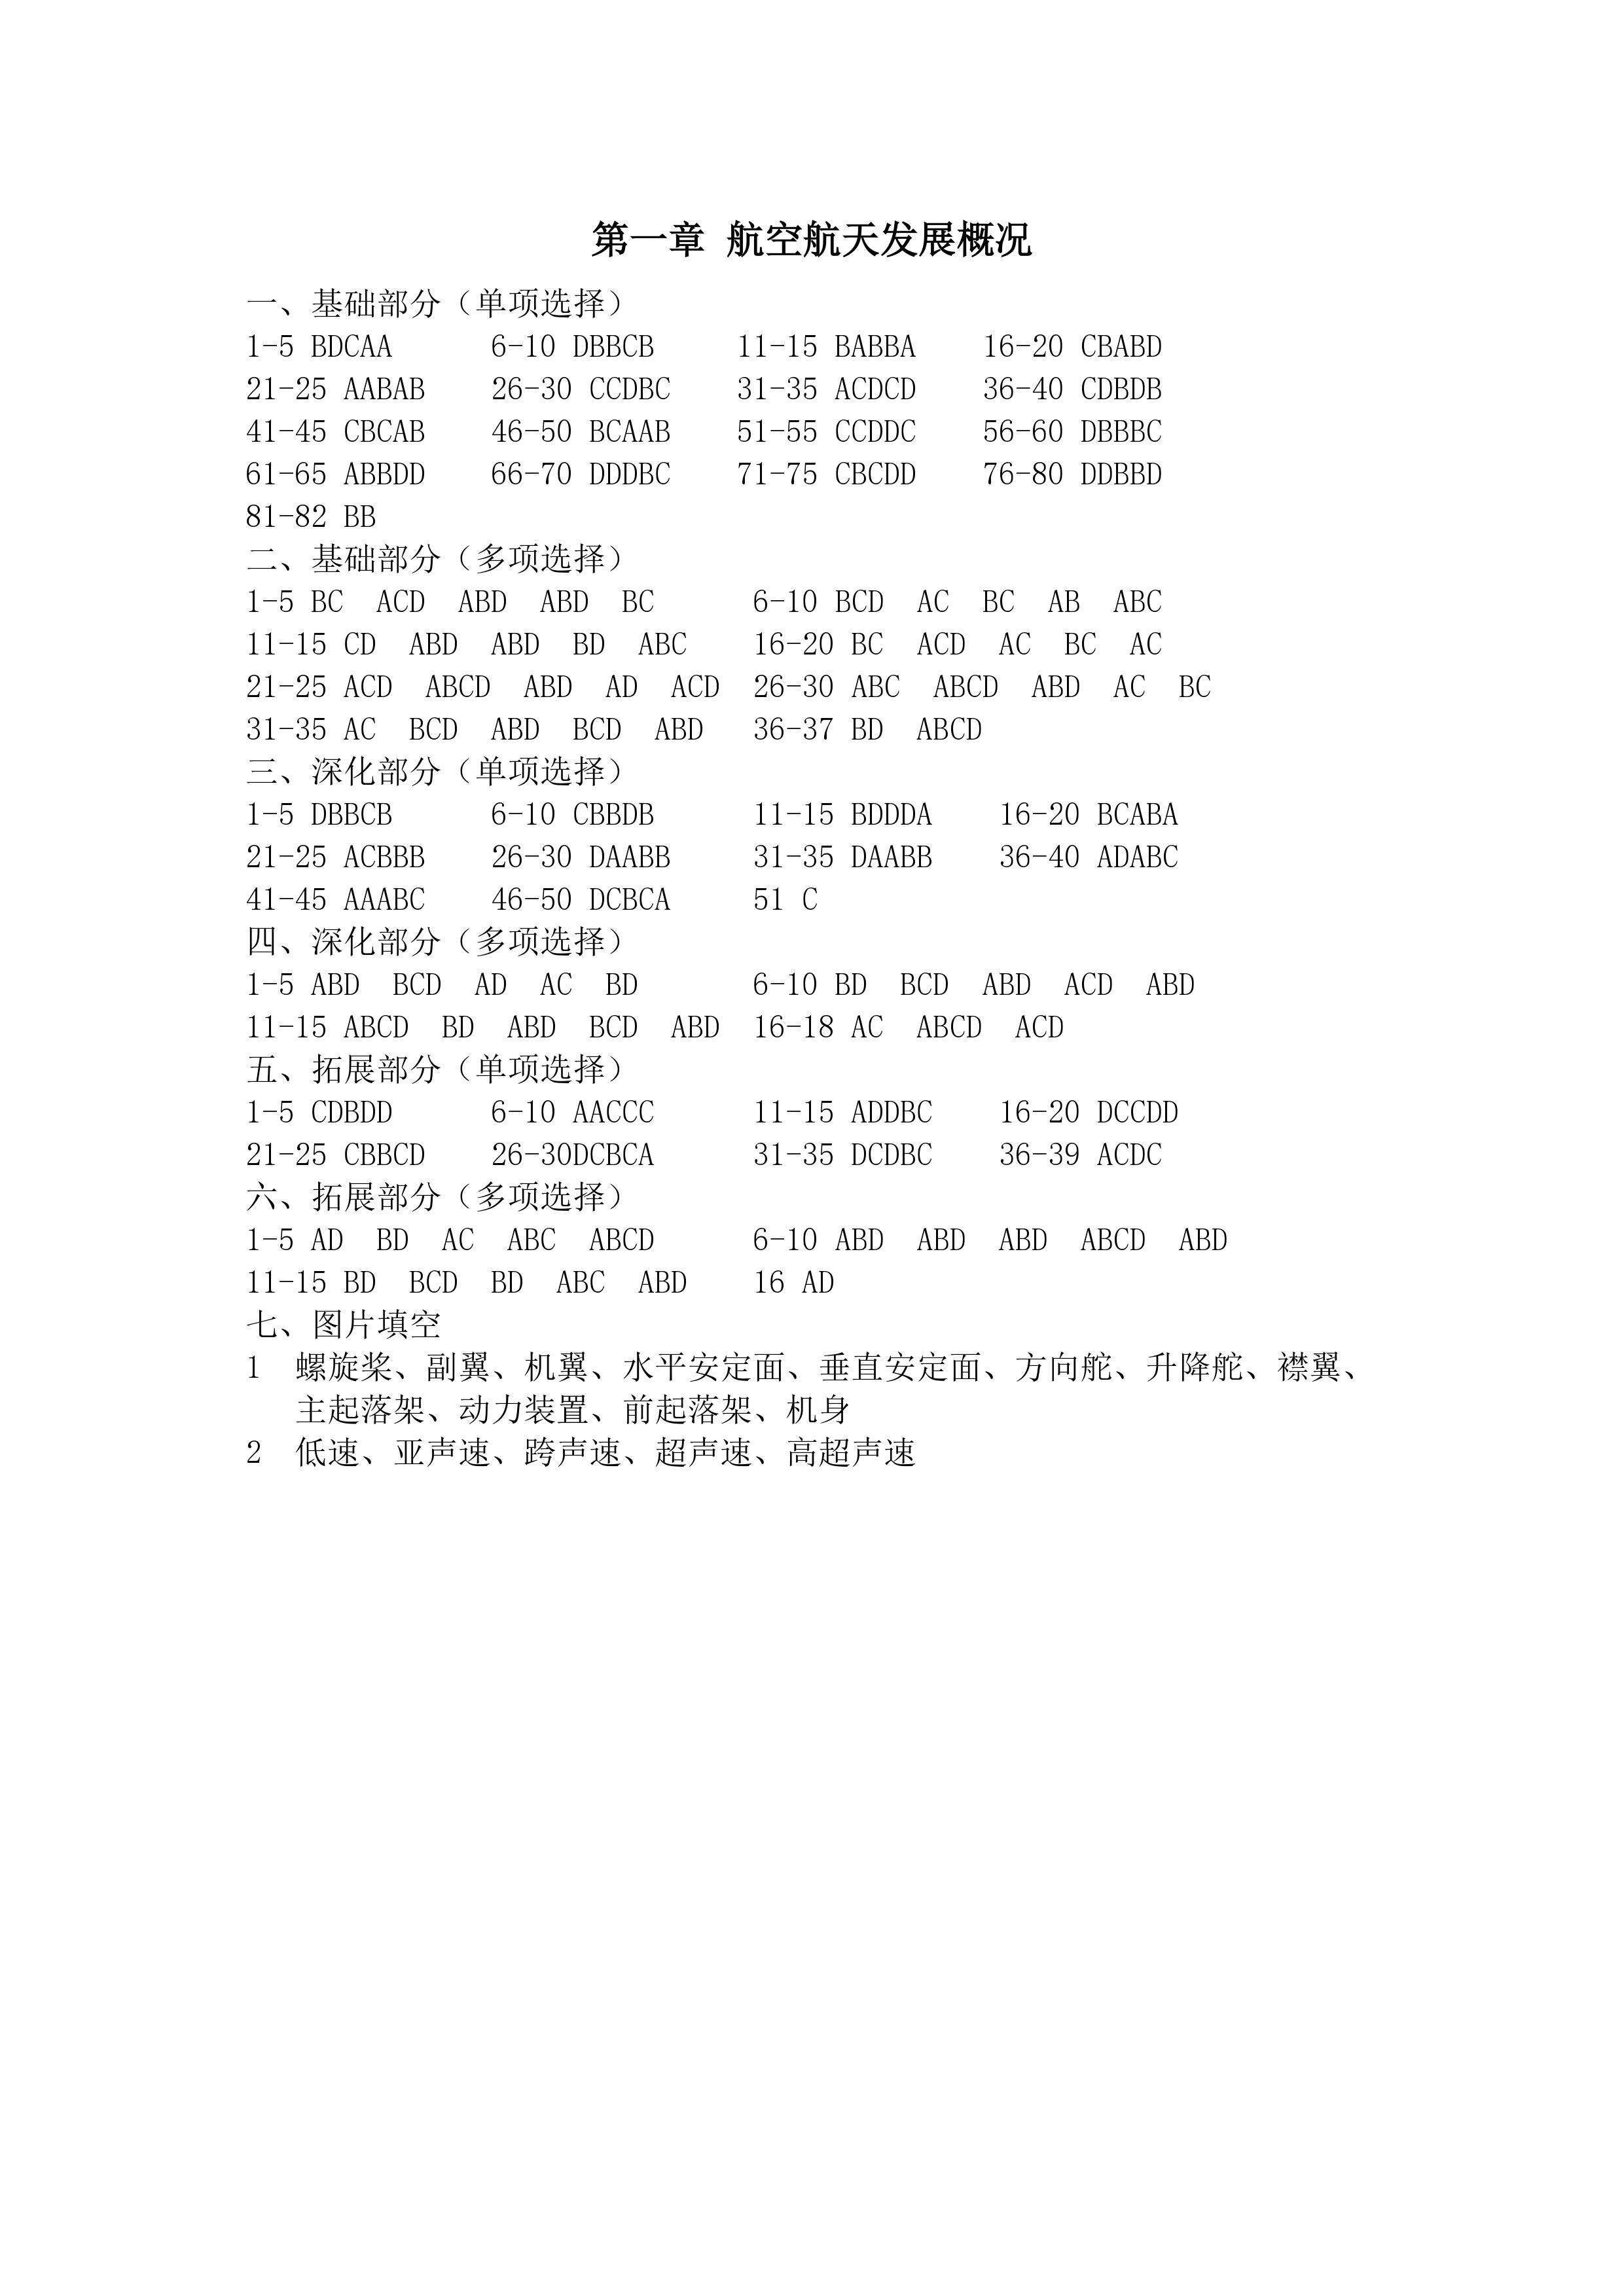 第一章 航空航天发展概况
一、基础部分（单项选择）
1-5 BDCAA 6-10 DBBCB 11-15 BABBA 16-20 CBABD
21-25 AABAB 26-30 CCDBC 31-35 ACDCD 36-40 CDBDB
41-45 CBCAB 46-50 BCAAB 51-55 CCDDC 56-60 DBBBC
61-65 ABBDD 66-70 DDDBC 71-75 CBCDD 76-80 DDBBD
81-82 BB
二、基础部分（多项选择）
1-5 BC ACD ABD ABD BC 6-10 BCD AC BC AB ABC
11-15 CD ABD ABD BD ABC 16-20 BC ACD AC BC AC
21-25 ACD ABCD ABD AD ACD 26-30 ABC ABCD ABD AC BC
31-35 AC BCD ABD BCD ABD 36-37 BD ABCD
三、深化部分（单项选择）
1-5 DBBCB 6-10 CBBDB 11-15 BDDDA 16-20 BCABA
21-25 ACBBB 26-30 DAABB 31-35 DAABB 36-40 ADABC
41-45 AAABC 46-50 DCBCA 51 C
四、深化部分（多项选择）
1-5 ABD BCD AD AC BD 6-10 BD BCD ABD ACD ABD
11-15 ABCD BD ABD BCD ABD 16-18 AC ABCD ACD
五、拓展部分（单项选择）
1-5 CDBDD 6-10 AACCC 11-15 ADDBC 16-20 DCCDD
21-25 CBBCD 26-30DCBCA 31-35 DCDBC 36-39 ACDC
六、拓展部分（多项选择）
1-5 AD BD AC ABC ABCD 6-10 ABD ABD ABD ABCD ABD
11-15 BD BCD BD ABC ABD 16 AD
七、图片填空
1 螺旋桨、副翼、机翼、水平安定面、垂直安定面、方向舵、升降舵、襟翼、
主起落架、动力装置、前起落架、机身
2 低速、亚声速、跨声速、超声速、高超声速